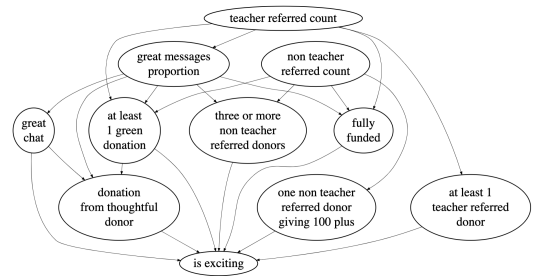 teacher referred count
great messages
proportion
non teacher
referred count
great
chat
at least
1 green
donation
three or more
non teacher
referred donors
fully
funded
donation
from thoughtful
donor
one non teacher
referred donor
giving 100 plus
at least 1
teacher referred
donor
is exciting